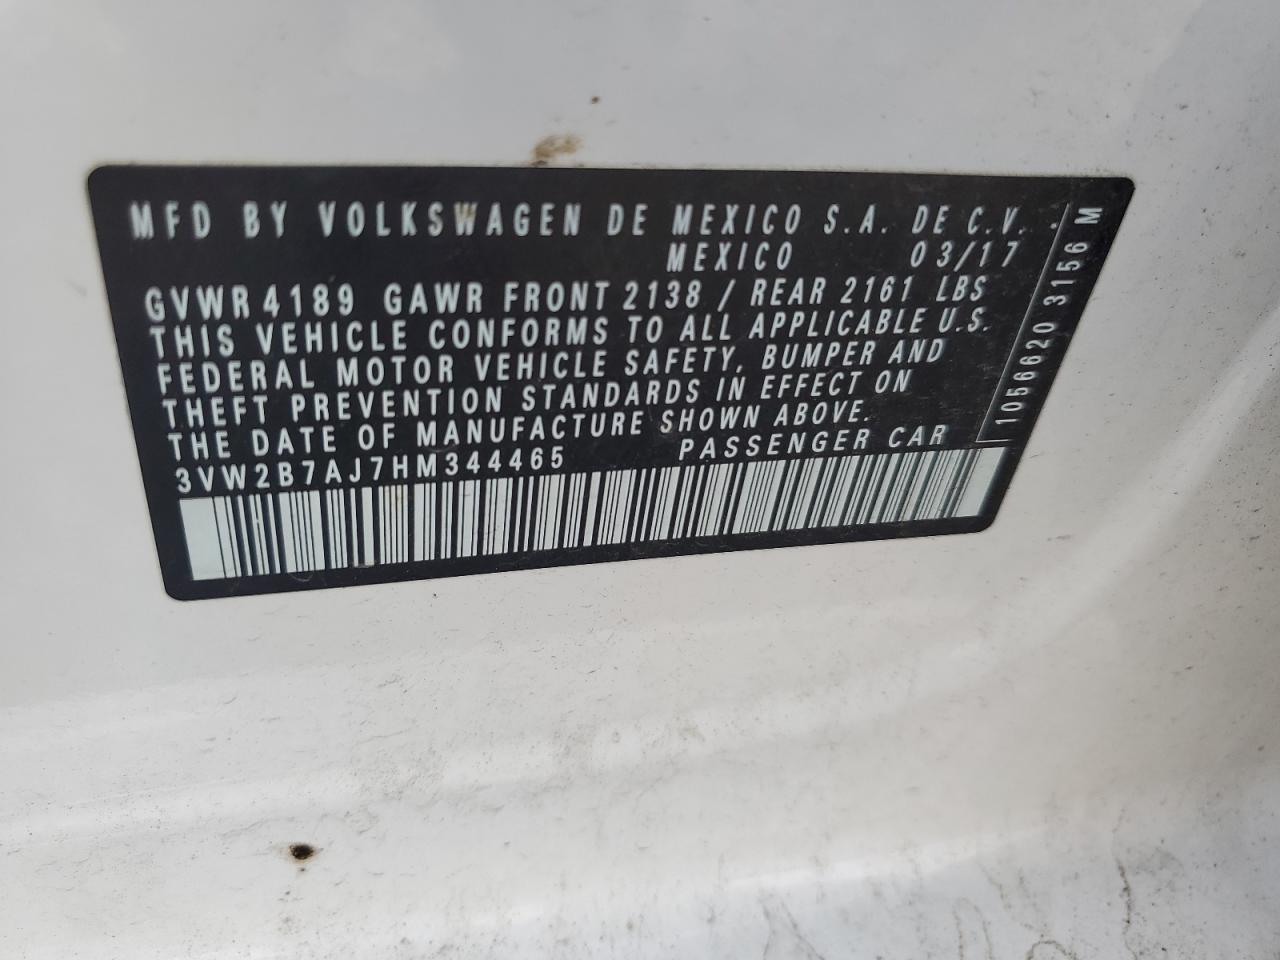 MFD BY VOLKSWAGEN DE MEXICO S.A. DE C.V. .
MEXICO 03/17
GVWR 4189 GAWR FRONT 2138 / REAR 2161 LBS
THIS VEHICLE CONFORMS TO ALL APPLICABLE U.S.
FEDERAL MOTOR VEHICLE SAFETY, BUMPER AND
THEFT PREVENTION STANDARDS IN EFFECT ON
THE DATE OF MANUFACTURE SHOWN ABOVE.
3VW2B7AJ7HM344465 PASSENGER CAR
1056620 3156 M